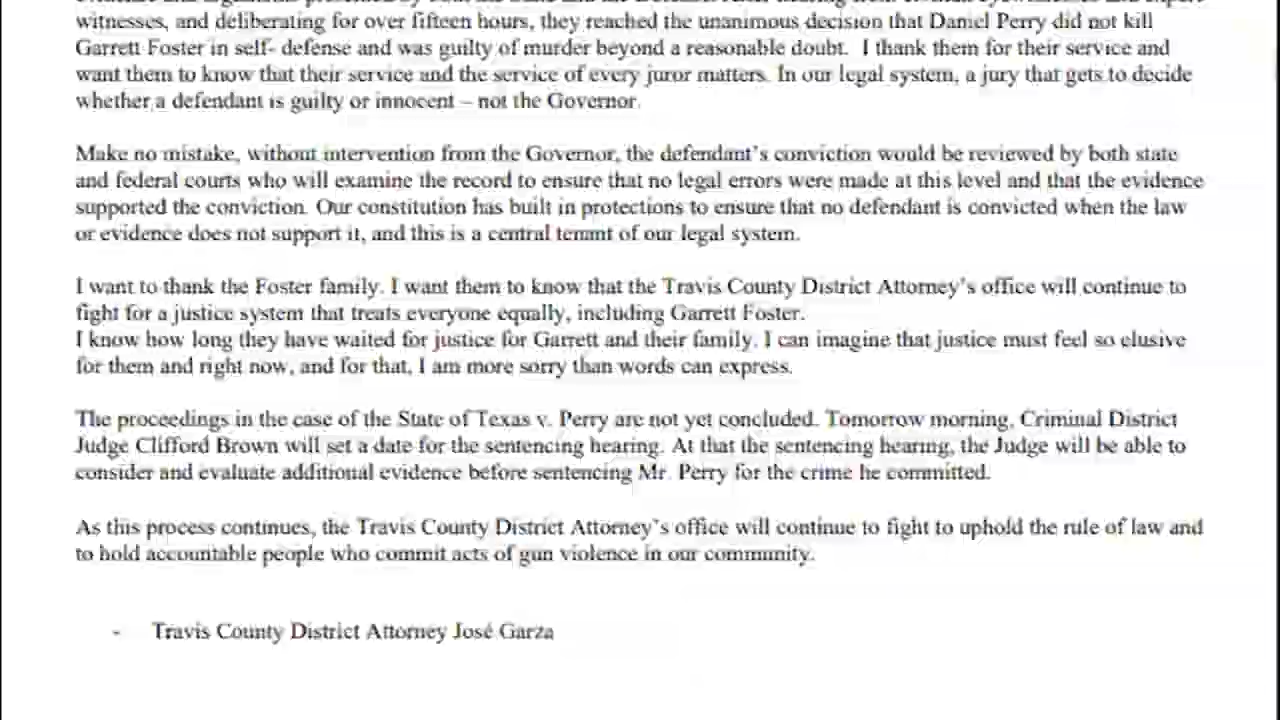 witnesses, and deliberating for over fifteen hours, they reached the unanimous decision that Daniel Perry did not kill
Garrett Foster in self- defense and was guilty of murder beyond a reasonable doubt. I thank them for their service and
want them to know that their service and the service of every juror matters. In our legal system, a jury that gets to decide
whether a defendant is guilty or innocent – not the Governor.
Make no mistake, without intervention from the Governor, the defendant's conviction would be reviewed by both state
and federal courts who will examine the record to ensure that no legal errors were made at this level and that the evidence
supported the conviction. Our constitution has built in protections to ensure that no defendant is convicted when the law
or evidence does not support it, and this is a central tenant of our legal system.
I want to thank the Foster family. I want them to know that the Travis County District Attorney's office will continue to
fight for a justice system that treats everyone equally, including Garrett Foster.
I know how long they have waited for justice for Garrett and their family. I can imagine that justice must feel so elusive
for them and right now, and for that, I am more sorry than words can express.
The proceedings in the case of the State of Texas v. Perry are not yet concluded. Tomorrow morning, Criminal District
Judge Clifford Brown will set a date for the sentencing hearing. At that the sentencing hearing, the Judge will be able to
consider and evaluate additional evidence before sentencing Mr. Perry for the crime he committed.
As this process continues, the Travis County District Attorney's office will continue to fight to uphold the rule of law and
to hold accountable people who commit acts of gun violence in our community.
- Travis County District Attorney José Garza